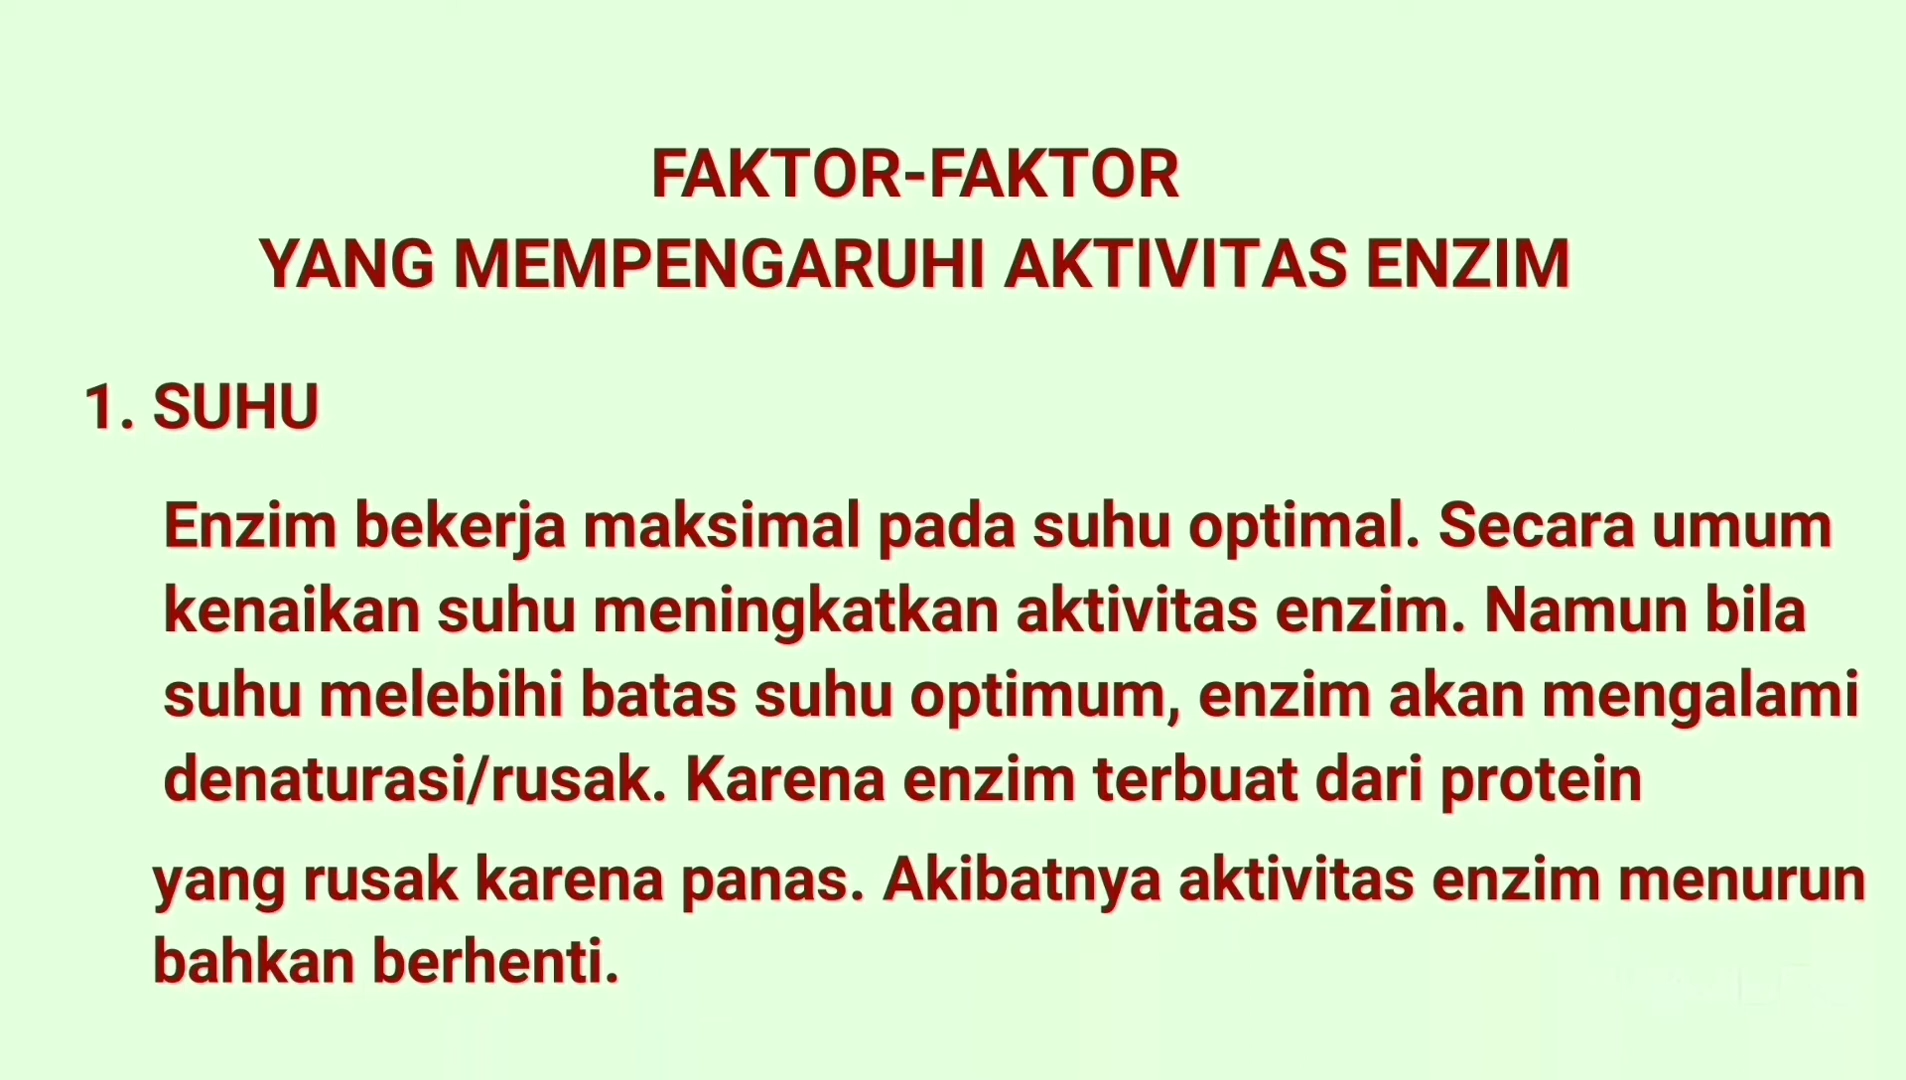 FAKTOR-FAKTOR
YANG MEMPENGARUHI AKTIVITAS ENZIM
1. SUHU
Enzim bekerja maksimal pada suhu optimal. Secara umum
kenaikan suhu meningkatkan aktivitas enzim. Namun bila
suhu melebihi batas suhu optimum, enzim akan mengalami
denaturasi/rusak. Karena enzim terbuat dari protein
yang rusak karena panas. Akibatnya aktivitas enzim menurun
bahkan berhenti.